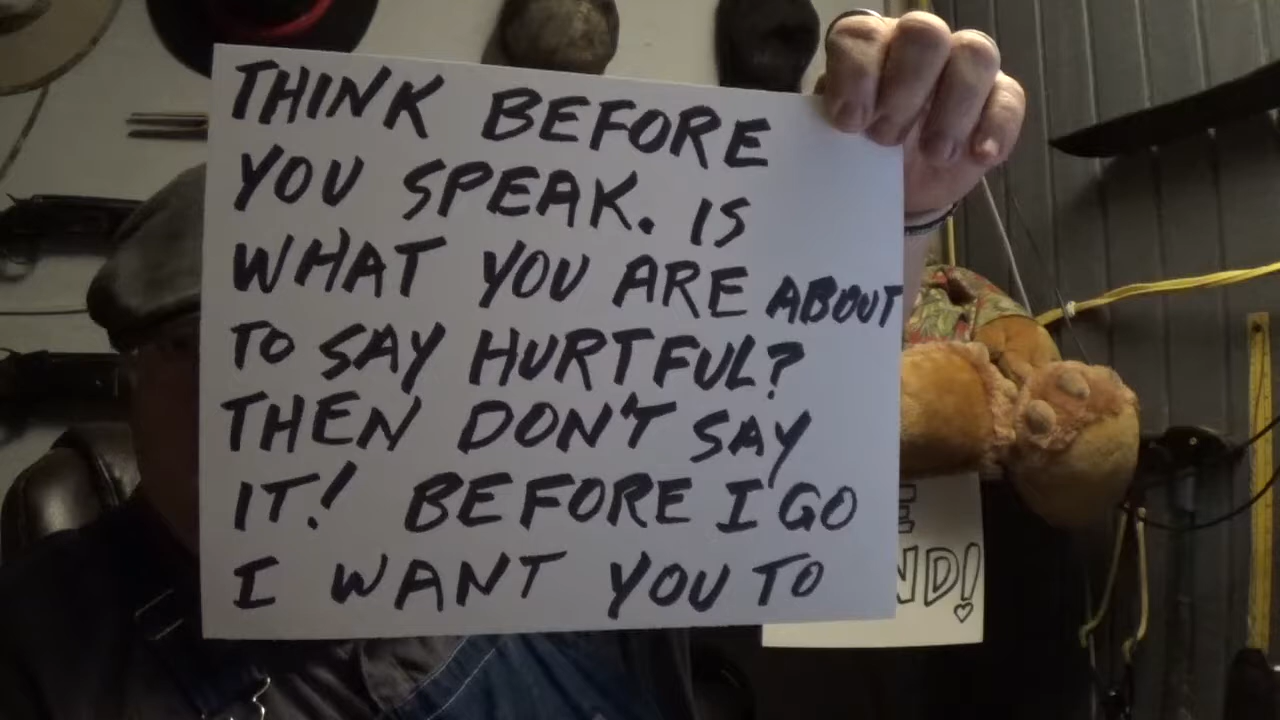 THINK BEFORE
YOU SPEAK. IS
WHAT YOU ARE ABOUT
TO SAY HURTFUL?
THEN DON'T SAY
IT! BEFORE I GO
I WANT YOU TO